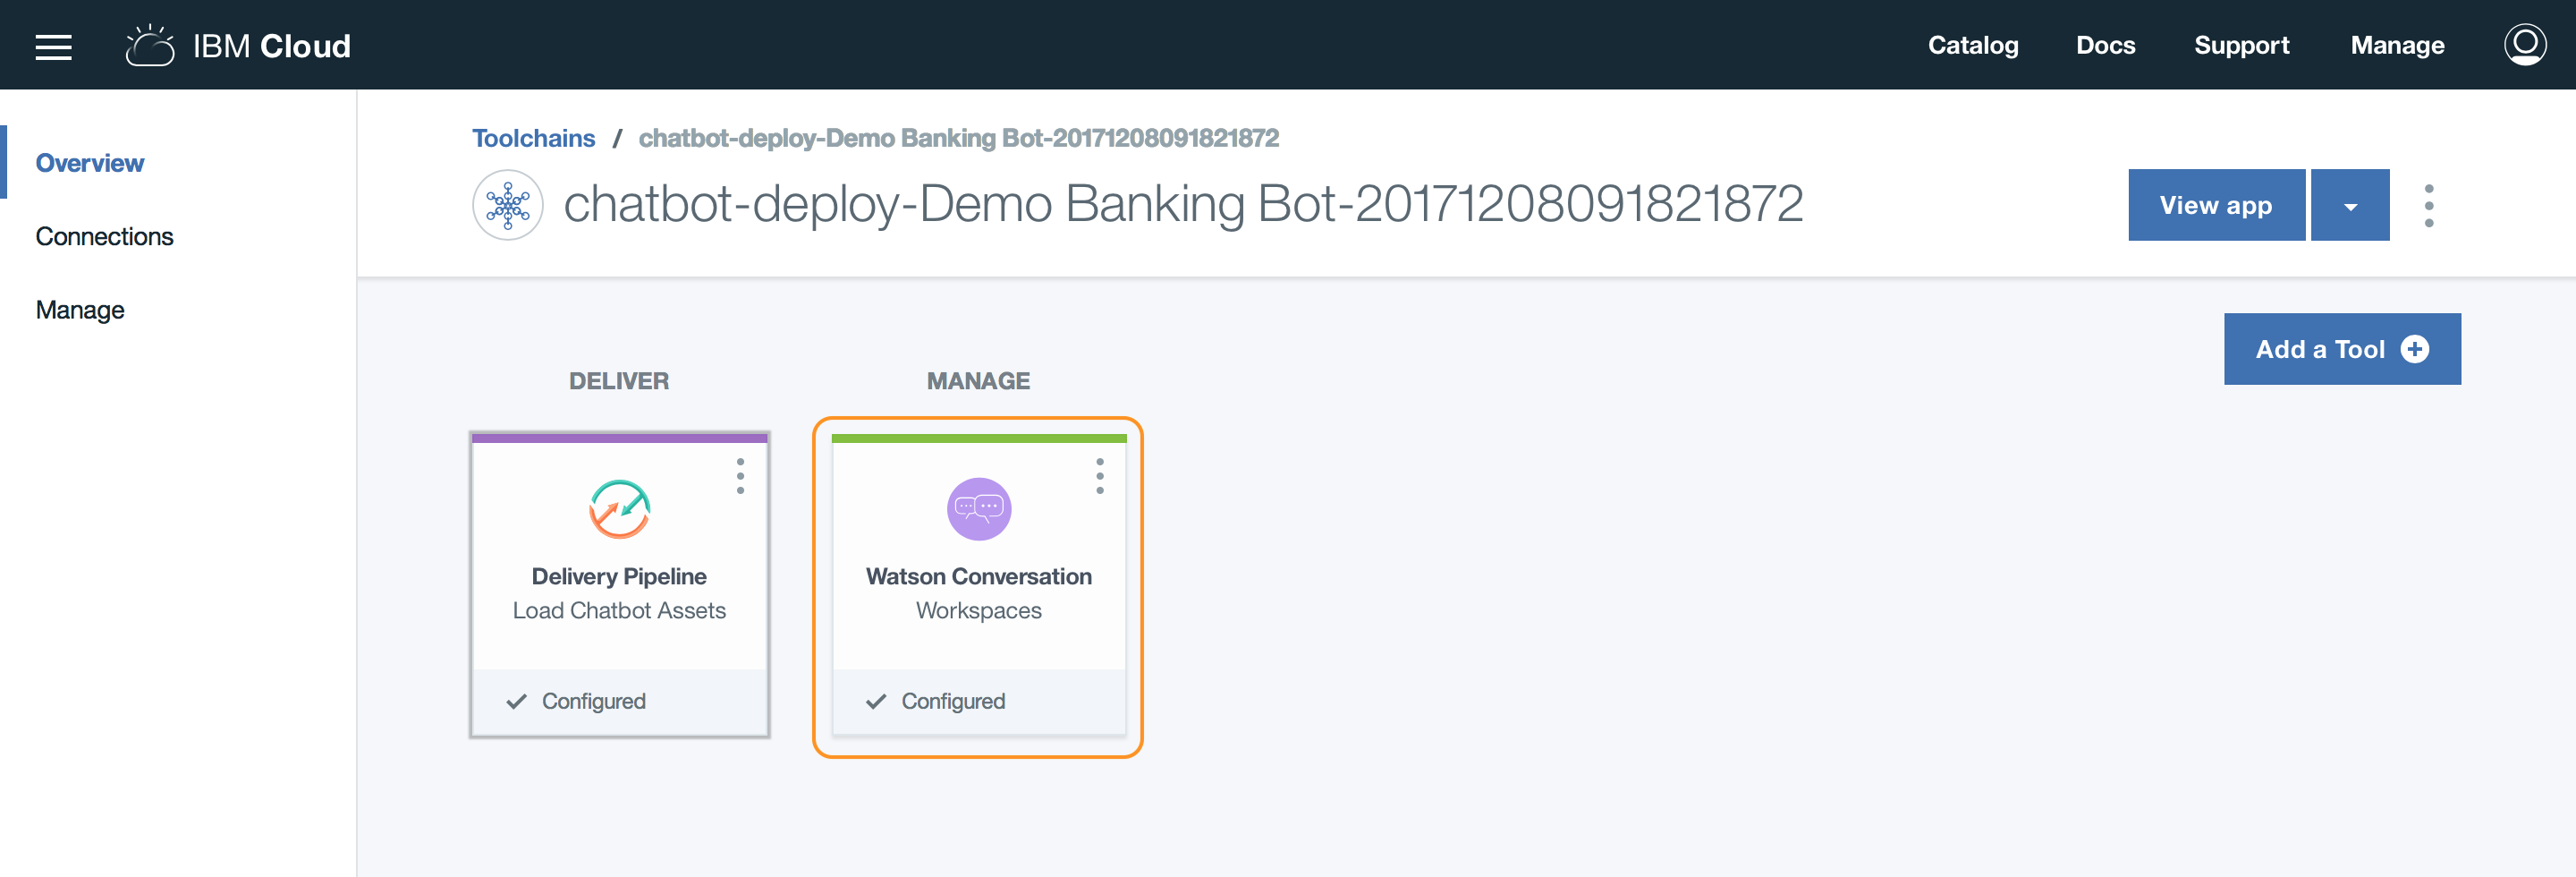 IBM Cloud
Catalog Docs Support Manage
Overview
Connections
Manage
Toolchains / chatbot-deploy-Demo Banking Bot-20171208091821872
chatbot-deploy-Demo Banking Bot-20171208091821872
View app
Add a Tool
DELIVER
Delivery Pipeline
Load Chatbot Assets
Configured
MANAGE
Watson Conversation
Workspaces
Configured